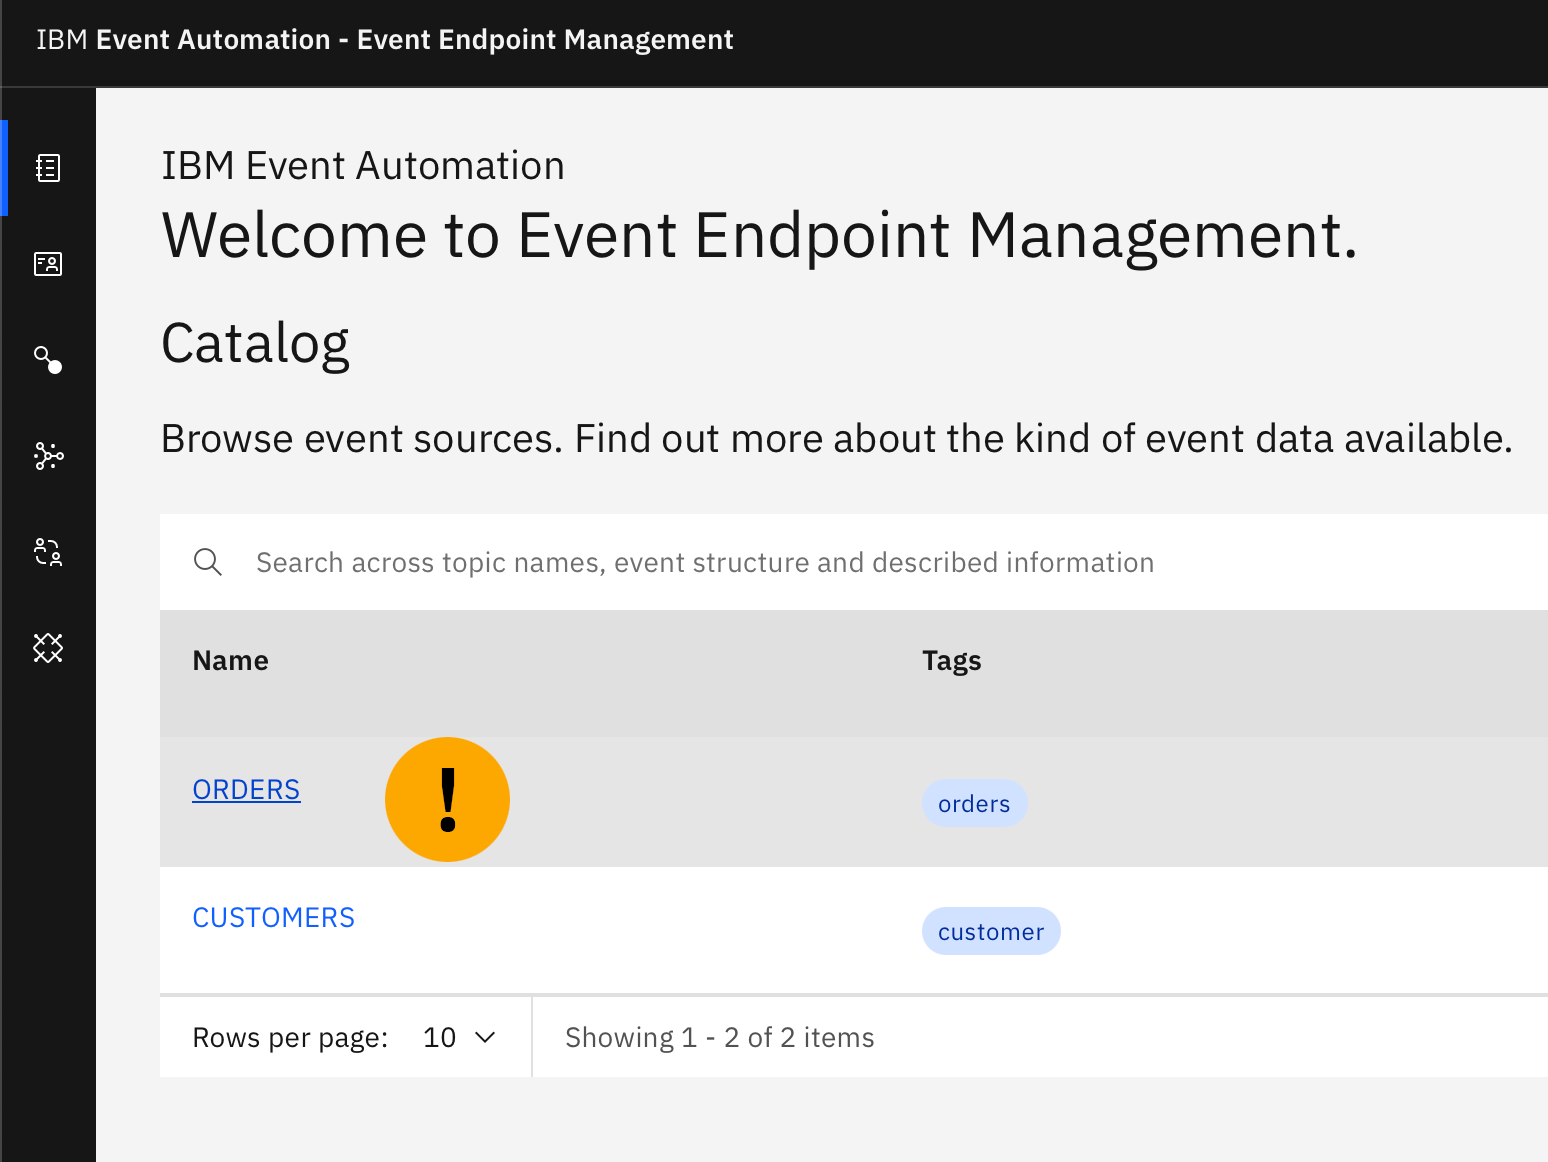 IBM Event Automation - Event Endpoint Management
IBM Event Automation
Welcome to Event Endpoint Management.
Catalog
Browse event sources. Find out more about the kind of event data available.
Search across topic names, event structure and described information
Name Tags
ORDERS ! orders
CUSTOMERS customer
Rows per page: 10 Showing 1 - 2 of 2 items